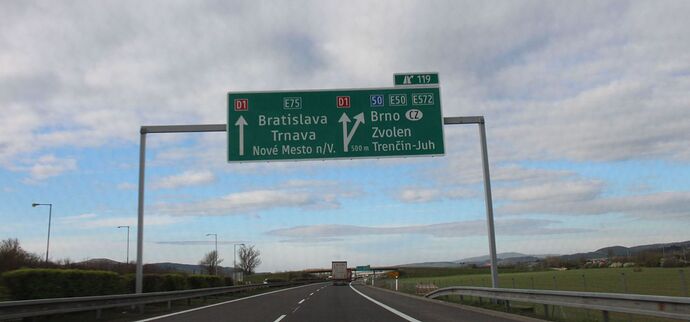 119
D1 E75 D1 50 E50 E572
Bratislava
Trnava
Nové Mesto n/V.
500 m
Brno CZ
Zvolen
Trenčín-Juh